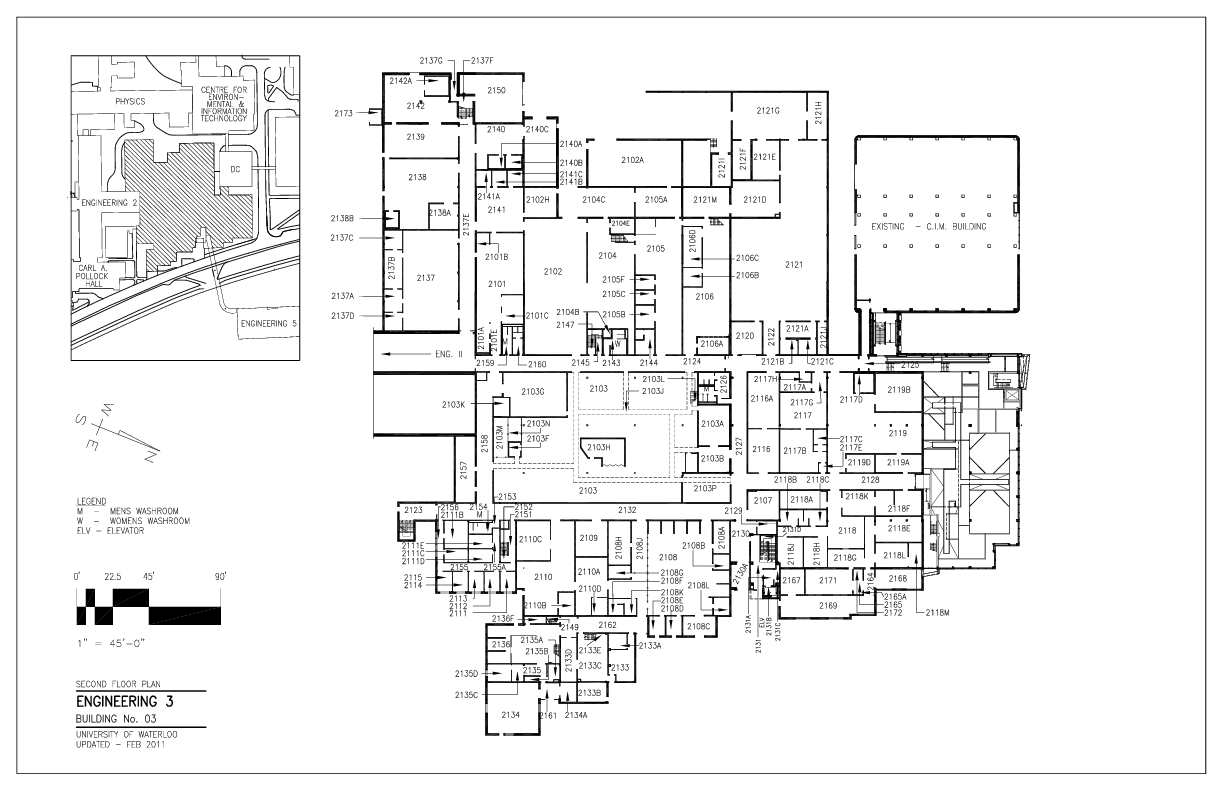 PHYSICS
CENTRE FOR
ENVIRON-
MENTAL &
INFORMATION
TECHNOLOGY
DC
ENGINEERING 2
CARL A.
POLLOCK
HALL
ENGINEERING 5
S
W
E
N
LEGEND
M — MENS WASHROOM
W — WOMENS WASHROOM
ELV — ELEVATOR
0' 22.5 45' 90'
1" = 45'-0"
SECOND FLOOR PLAN
ENGINEERING 3
BUILDING No. 03
UNIVERSITY OF WATERLOO
UPDATED - FEB 2011
2137G
2137F
2142A
2150
2142
2173
2139
2140
2140C
2140A
2140B
2141C
2141B
2138
2138A
2141A
2141
2102H
2138BB
2137C
2137E
2137B
2137
2101B
2102
2101
2137A
2137D
2101C
2101A
2101E
M
ENG. II
2159
2160
2102A
2104C
2105A
2121M
2104E
2104
2105
2106D
2106C
2105F
2106B
2105C
2104B
2105B
2106
2147
W
2106A
2145
2143
2144
2124
2121G
2121H
2121I
2121F
2121E
2121D
2121
2120
2122
2121A
2121J
2121B
2121C
EXISTING - C.I.M. BUILDING
2125
2103G
2103
2103L
2103J
M
2126
2103K
2103N
2103M
2103F
2158
2103H
2103A
2103B
2103
2103P
2157
2127
2117H
2116A
2117A
2117G
2117
2117D
2119B
2117C
2117E
2119
2116
2117B
2119D
2119A
2118B
2118C
2128
2107
2118A
2118K
2118F
2153
2123
2156
2154
2152
2111B
M
2151
2132
2129
2111E
2111C
2111D
2110C
2109
2108H
2108J
2108B
2108A
2108
2130
2131D
2118
2118E
2118J
2118H
2118G
2118L
2155
2155A
2115
2114
2110
2110A
2108G
2108F
2110D
2108K
2108L
2108E
2108D
2130A
2167
2171
2164
2168
2113
2112
2111
2110B
2169
2165A
2165
2172
2118M
2136F
2149
2162
2108C
2131A
2131
ELV
2131B
2131C
2136
2135A
2135B
2133E
2133A
2133D
2133C
2133
2135D
2135
2135C
2133B
2134
2161
2134A